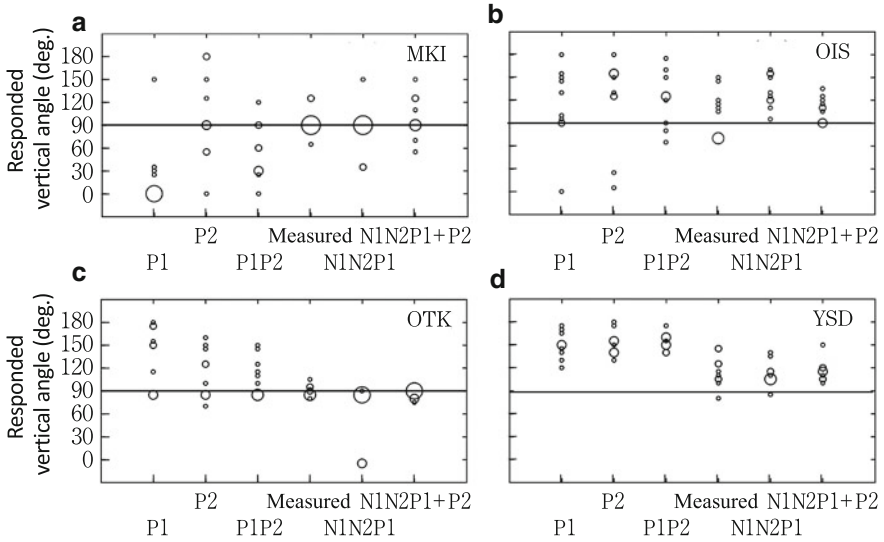 a
MKI
Responded
vertical angle (deg.)
180
150
120
90
60
30
0
P2 Measured N1N2P1+P2
P1 P1P2 N1N2P1
b
OIS
P2 Measured N1N2P1+P2
P1 P1P2 N1N2P1
c
OTK
Responded
vertical angle (deg.)
180
150
120
90
60
30
0
P2 Measured N1N2P1+P2
P1 P1P2 N1N2P1
d
YSD
P2 Measured N1N2P1+P2
P1 P1P2 N1N2P1